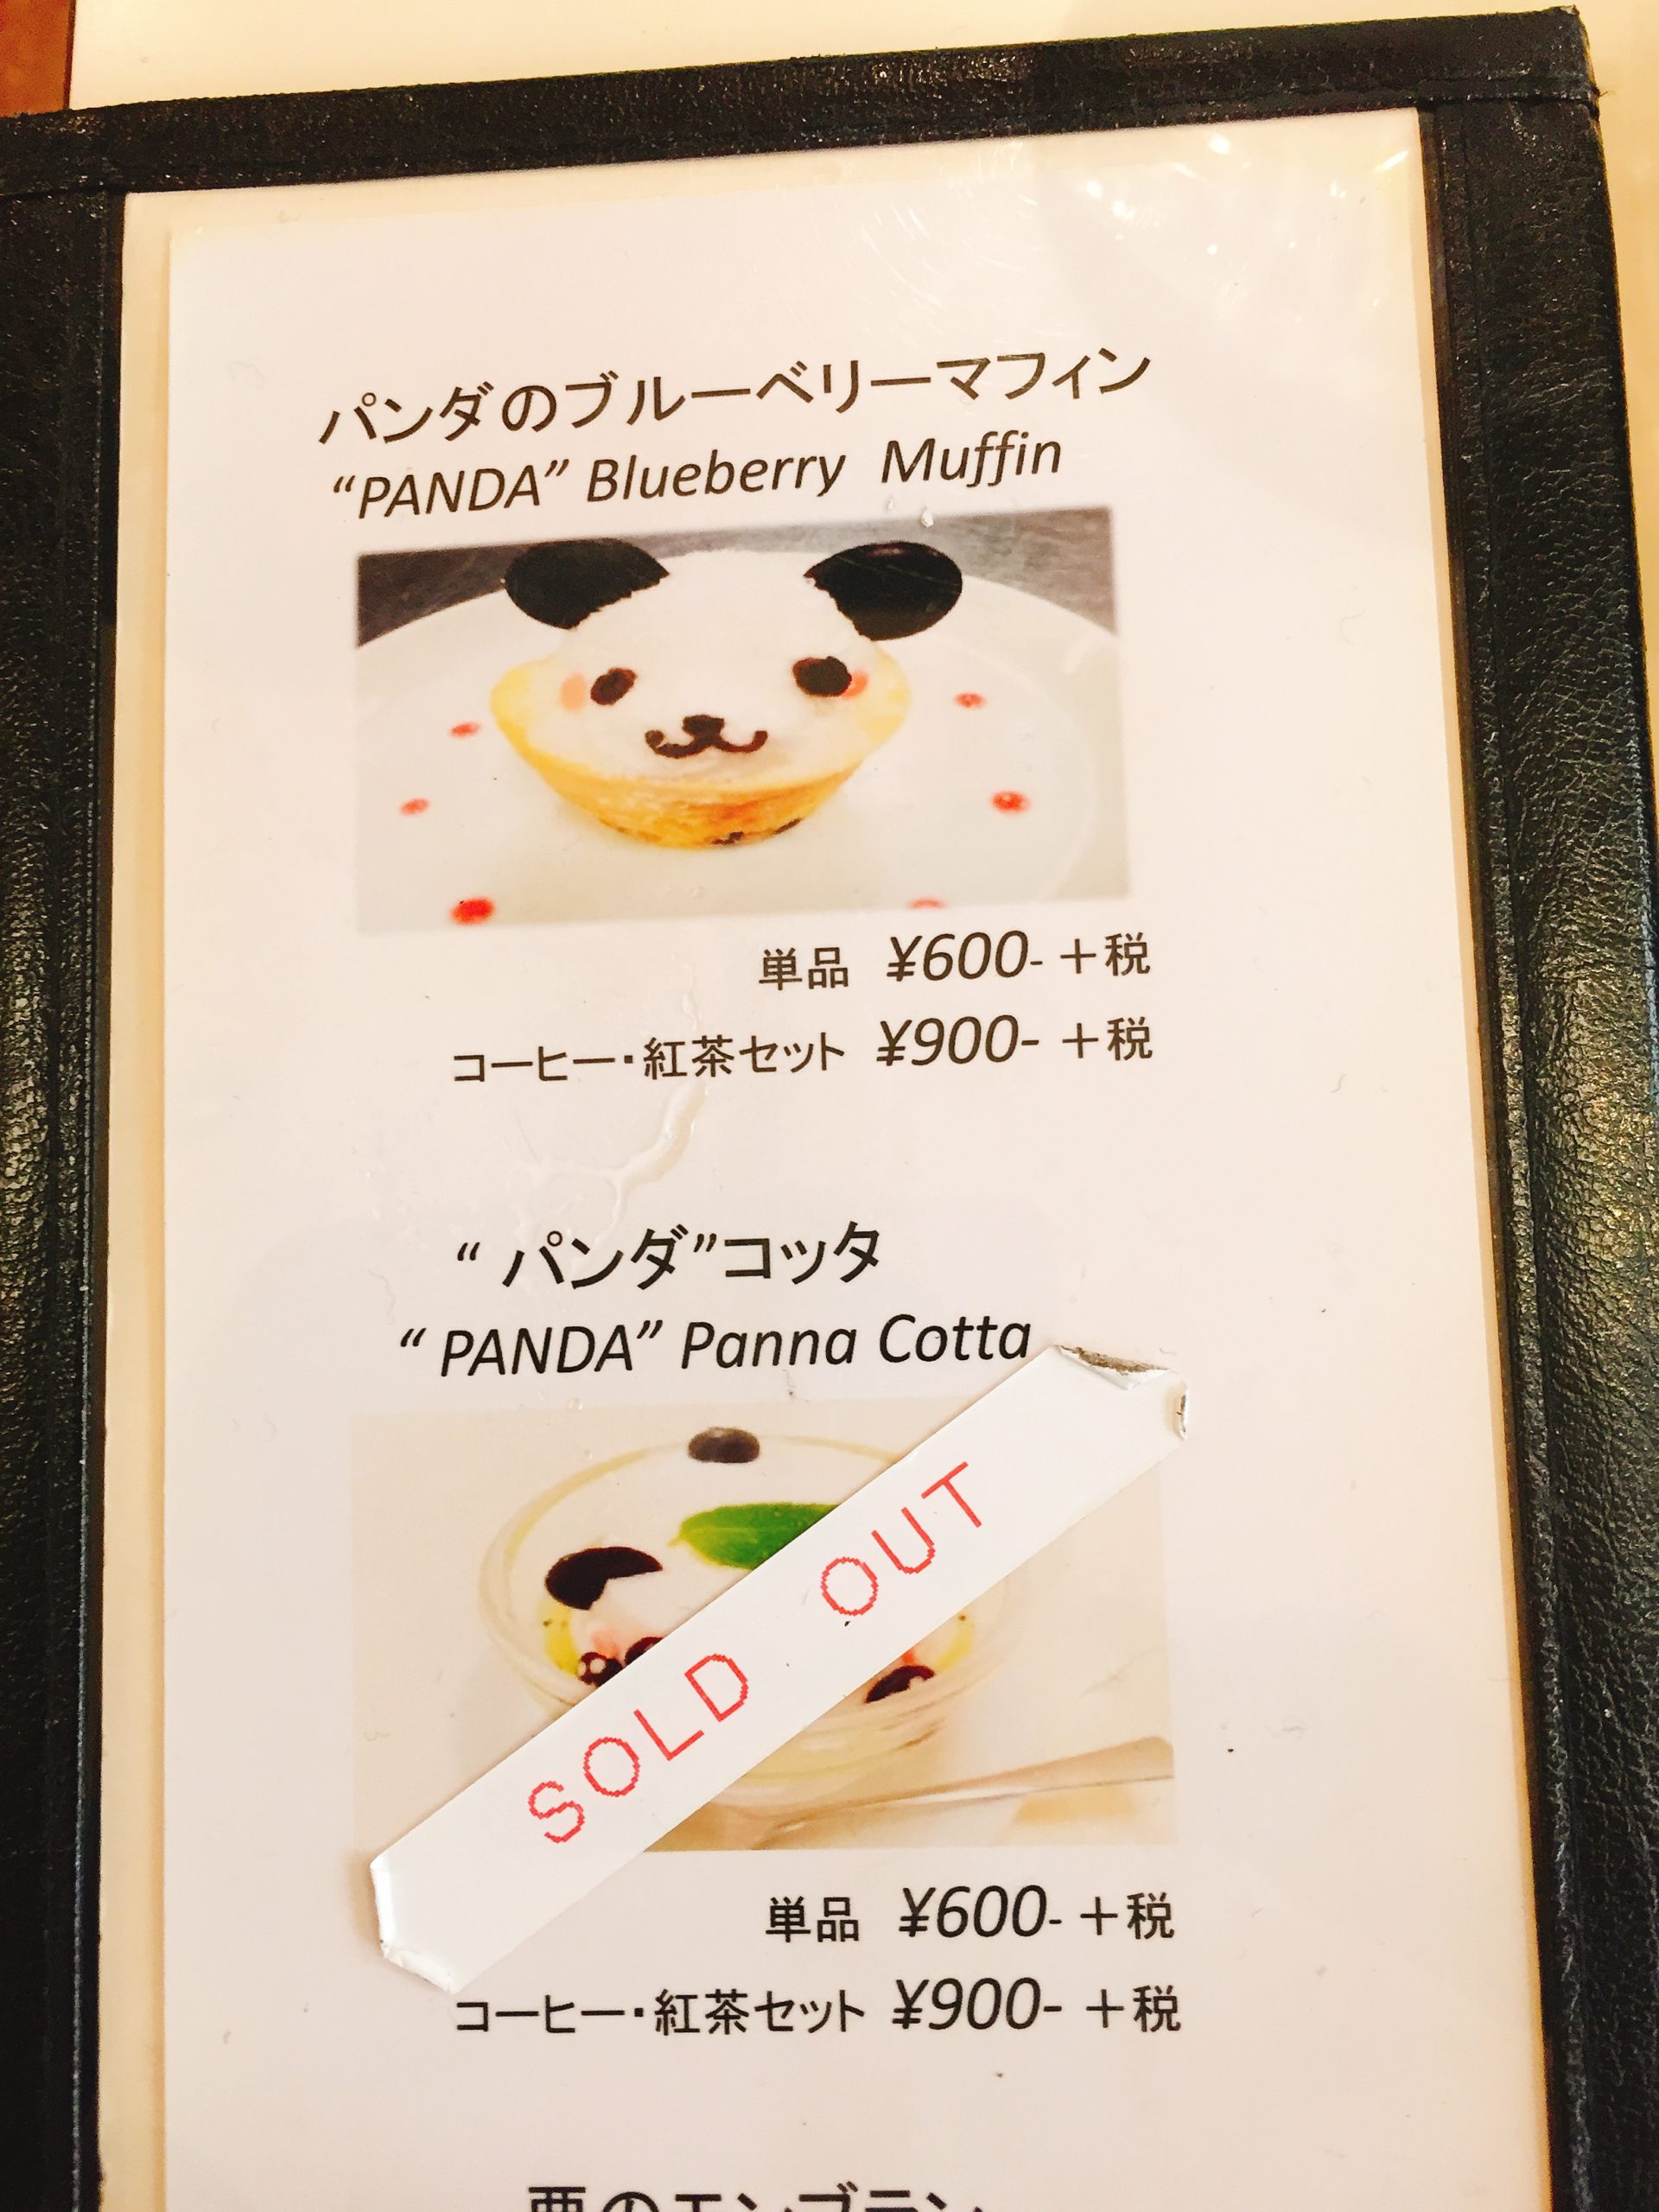 パンダのブルーベリーマフィン
“PANDA” Blueberry Muffin
単品 ¥600- +税
コーヒー・紅茶セット ¥900- +税
“ パンダ”コッタ
“ PANDA” Panna Cotta
SOLD OUT
単品 ¥600- +税
コーヒー・紅茶セット ¥900- +税